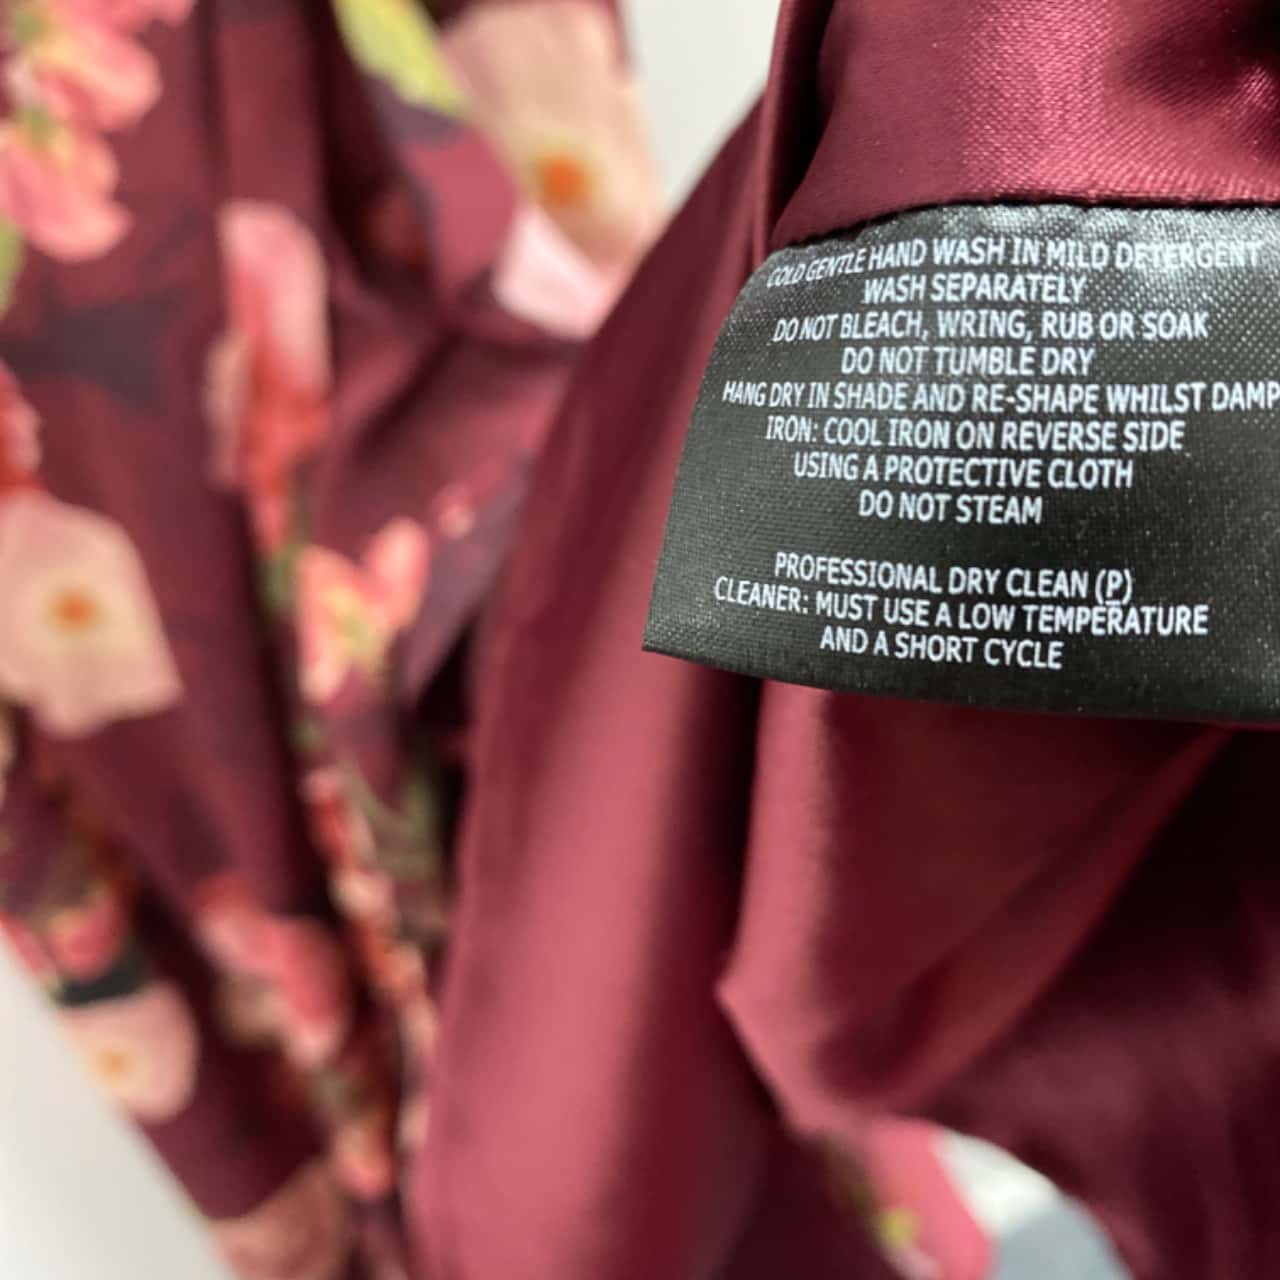 COLD GENTLE HAND WASH IN MILD DETERGENT
WASH SEPARATELY
DO NOT BLEACH, WRING, RUB OR SOAK
DO NOT TUMBLE DRY
HANG DRY IN SHADE AND RE-SHAPE WHILST DAMP
IRON: COOL IRON ON REVERSE SIDE
USING A PROTECTIVE CLOTH
DO NOT STEAM
PROFESSIONAL DRY CLEAN (P)
CLEANER: MUST USE A LOW TEMPERATURE
AND A SHORT CYCLE